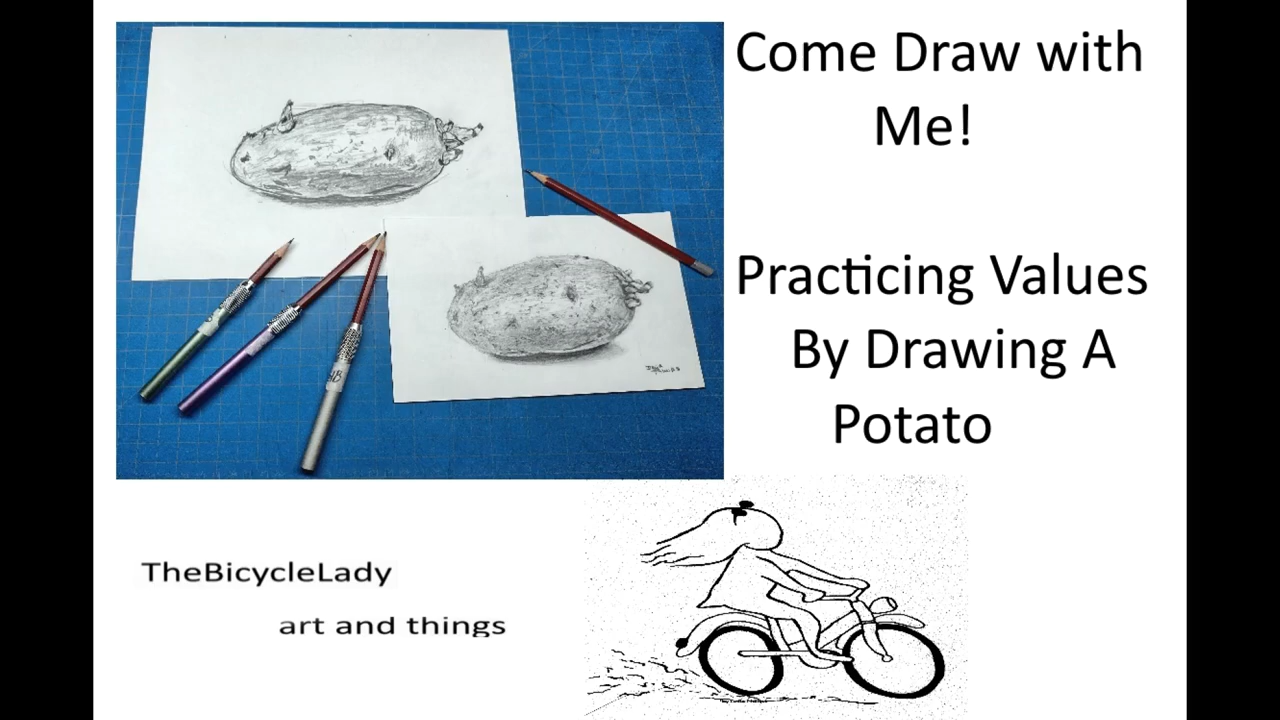 Come Draw with
Me!
Practicing Values
By Drawing A
Potato
TheBicycleLady
art and things